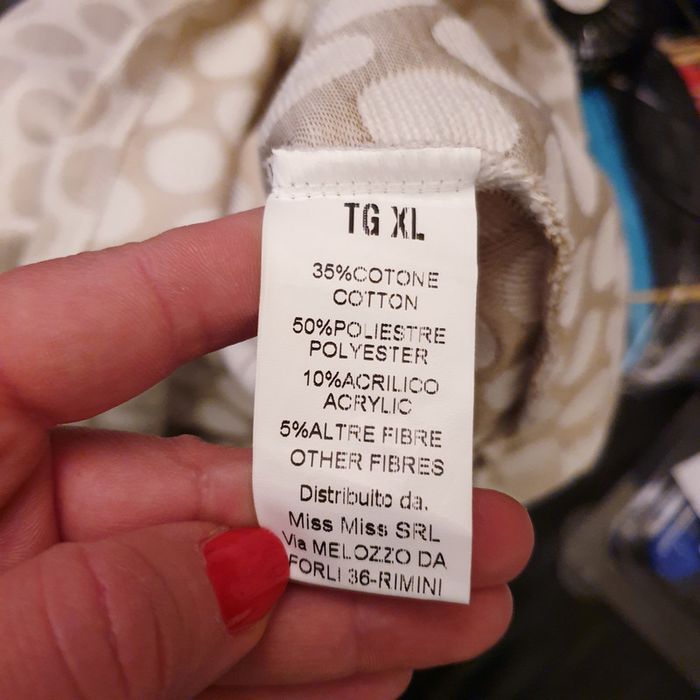 TG XL
35%COTONE
COTTON
50%POLIESTRE
POLYESTER
10%ACRILICO
ACRYLIC
5%ALTRE FIBRE
OTHER FIBRES
Distribuito da.
Miss Miss SRL
Via MELOZZO DA
FORLI 36-RIMINI